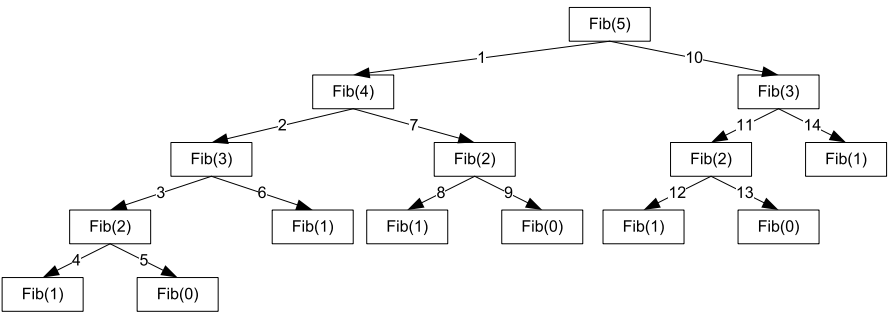 Fib(5)
1 10
Fib(4) Fib(3)
2 7 11 14
Fib(3) Fib(2) Fib(2) Fib(1)
3 6 8 9 12 13
Fib(2) Fib(1) Fib(1) Fib(0) Fib(1) Fib(0)
4 5
Fib(1) Fib(0)